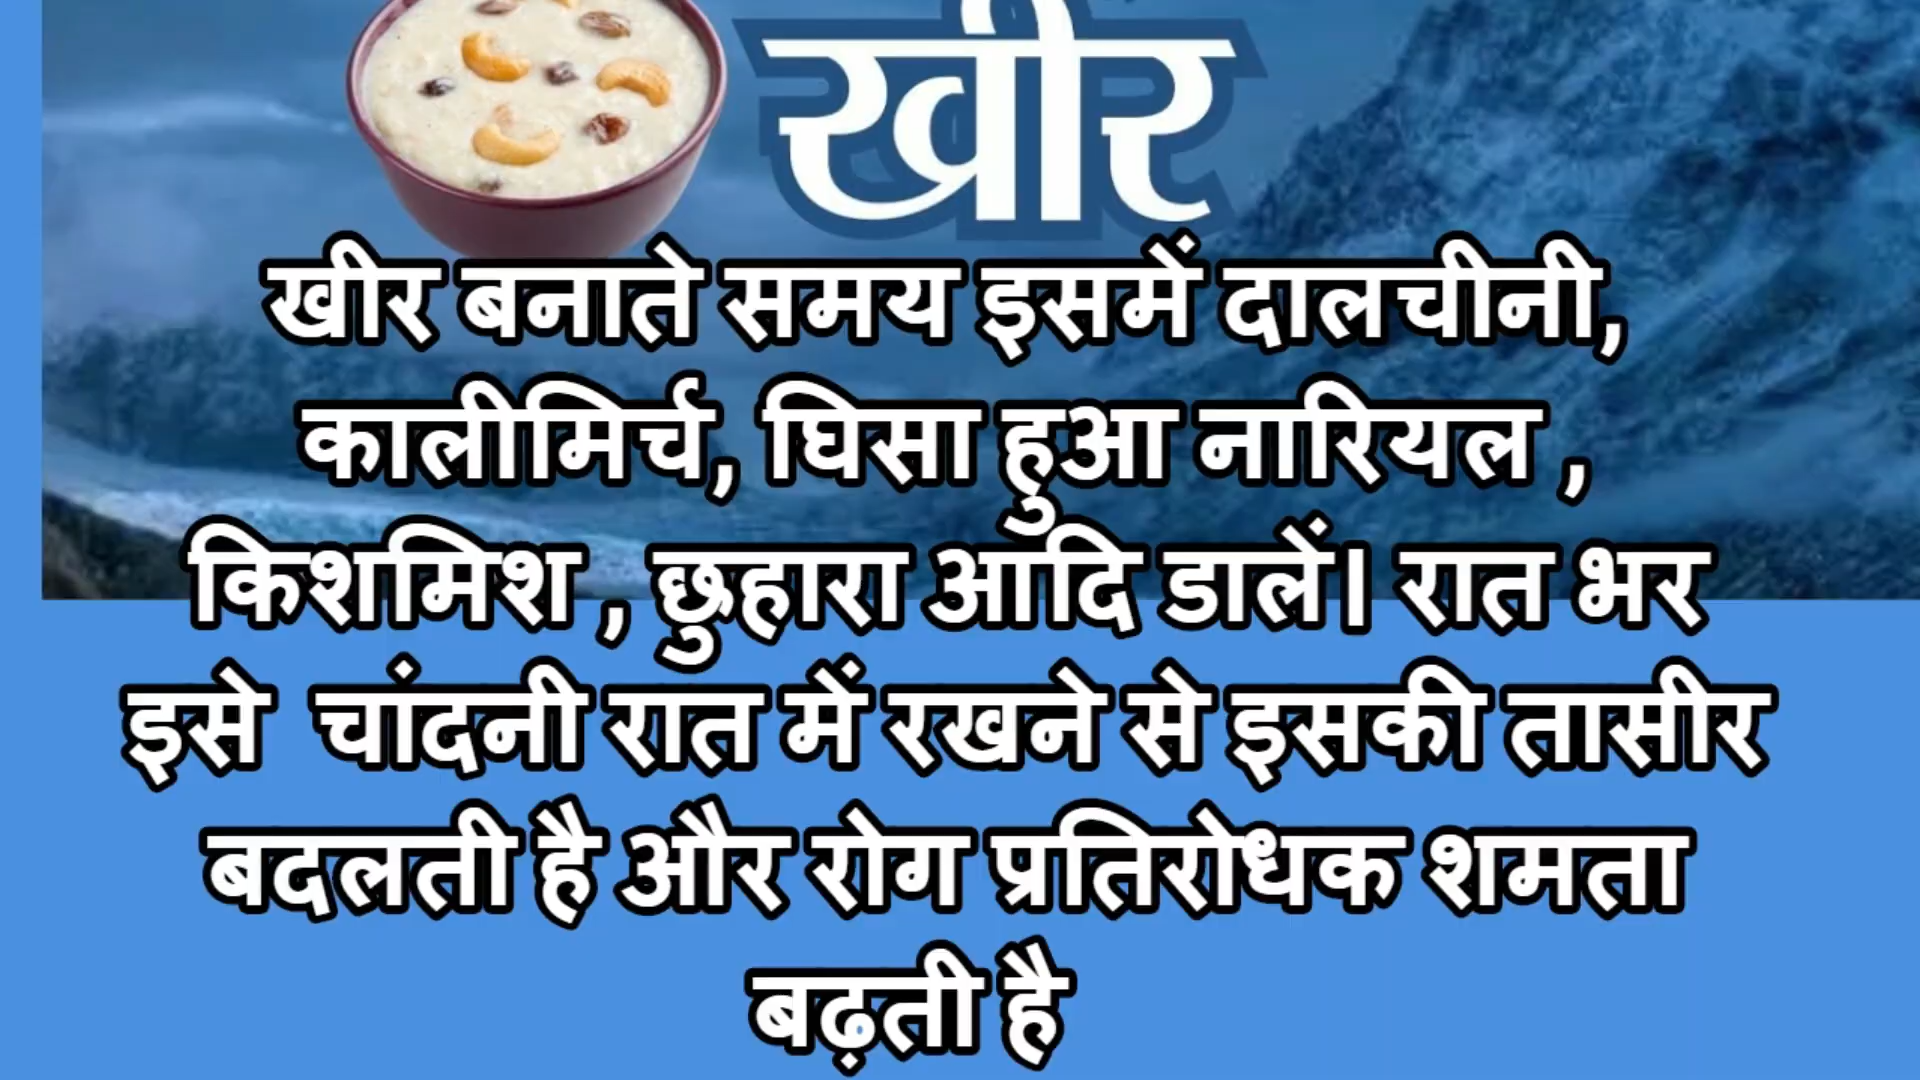 खीर
खीर बनाते समय इसमें दालचीनी,
कालीमिर्च, घिसा हुआ नारियल ,
किशमिश , छुहारा आदि डालें। रात भर
इसे चांदनी रात में रखने से इसकी तासीर
बदलती है और रोग प्रतिरोधक शमता
बढ़ती है